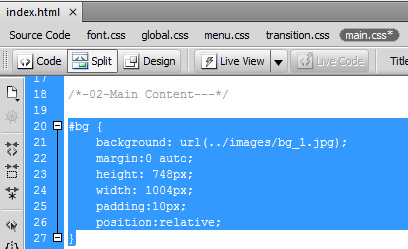 index.html ×
Source Code font.css global.css menu.css transition.css main.css*
Code Split Design Live View Live Code Title
17
18 /*-02-Main Content---*/
19
20 #bg {
21 background: url(../images/bg_1.jpg);
22 margin:0 auto;
23 height: 748px;
24 width: 1004px;
25 padding:10px;
26 position:relative;
27 }